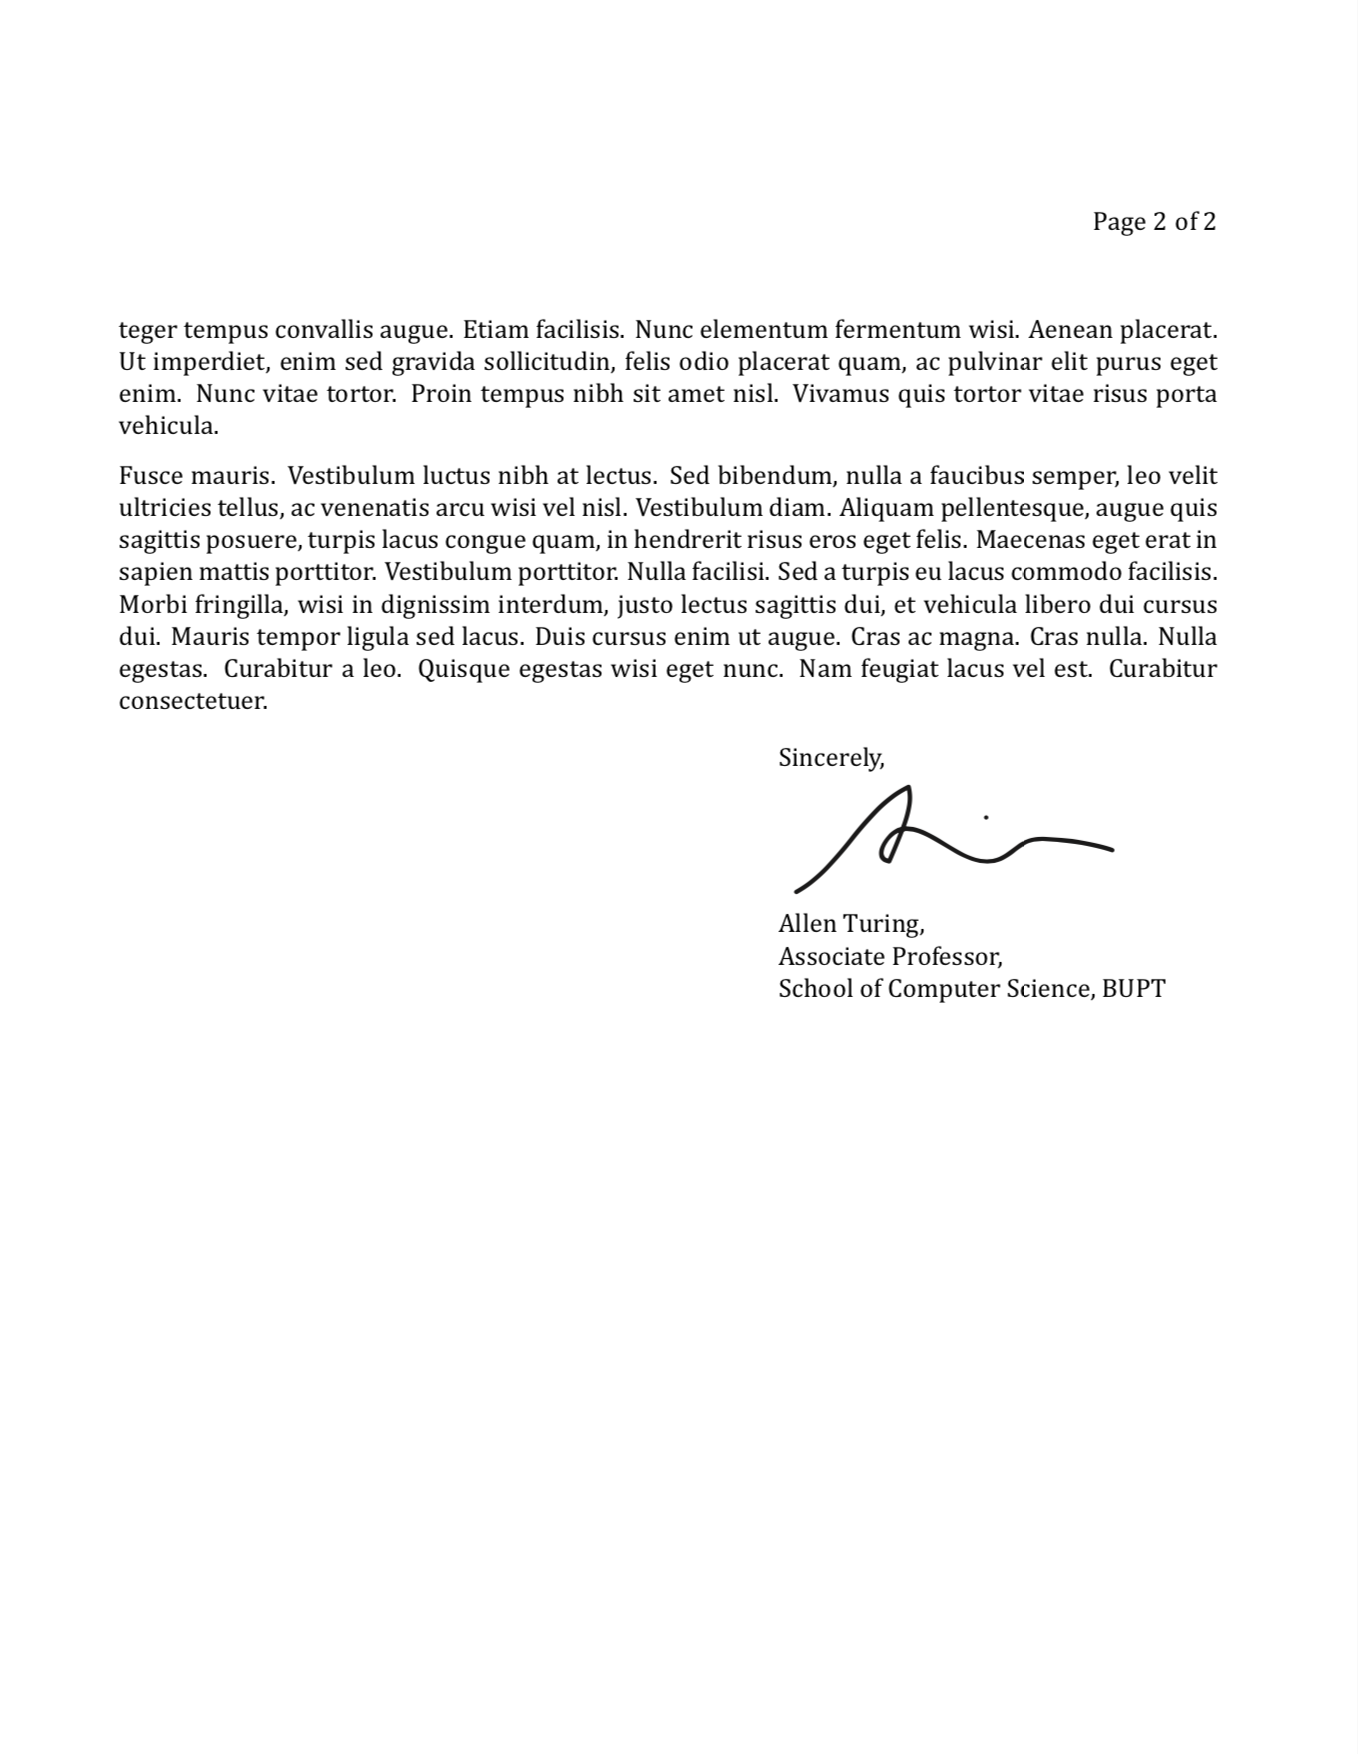 Page 2 of 2
teger tempus convallis augue. Etiam facilisis. Nunc elementum fermentum wisi. Aenean placerat.
Ut imperdiet, enim sed gravida sollicitudin, felis odio placerat quam, ac pulvinar elit purus eget
enim. Nunc vitae tortor. Proin tempus nibh sit amet nisl. Vivamus quis tortor vitae risus porta
vehicula.
Fusce mauris. Vestibulum luctus nibh at lectus. Sed bibendum, nulla a faucibus semper, leo velit
ultricies tellus, ac venenatis arcu wisi vel nisl. Vestibulum diam. Aliquam pellentesque, augue quis
sagittis posuere, turpis lacus congue quam, in hendrerit risus eros eget felis. Maecenas eget erat in
sapien mattis porttitor. Vestibulum porttitor. Nulla facilisi. Sed a turpis eu lacus commodo facilisis.
Morbi fringilla, wisi in dignissim interdum, justo lectus sagittis dui, et vehicula libero dui cursus
dui. Mauris tempor ligula sed lacus. Duis cursus enim ut augue. Cras ac magna. Cras nulla. Nulla
egestas. Curabitur a leo. Quisque egestas wisi eget nunc. Nam feugiat lacus vel est. Curabitur
consectetuer.
Sincerely,
Allen Turing,
Associate Professor,
School of Computer Science, BUPT